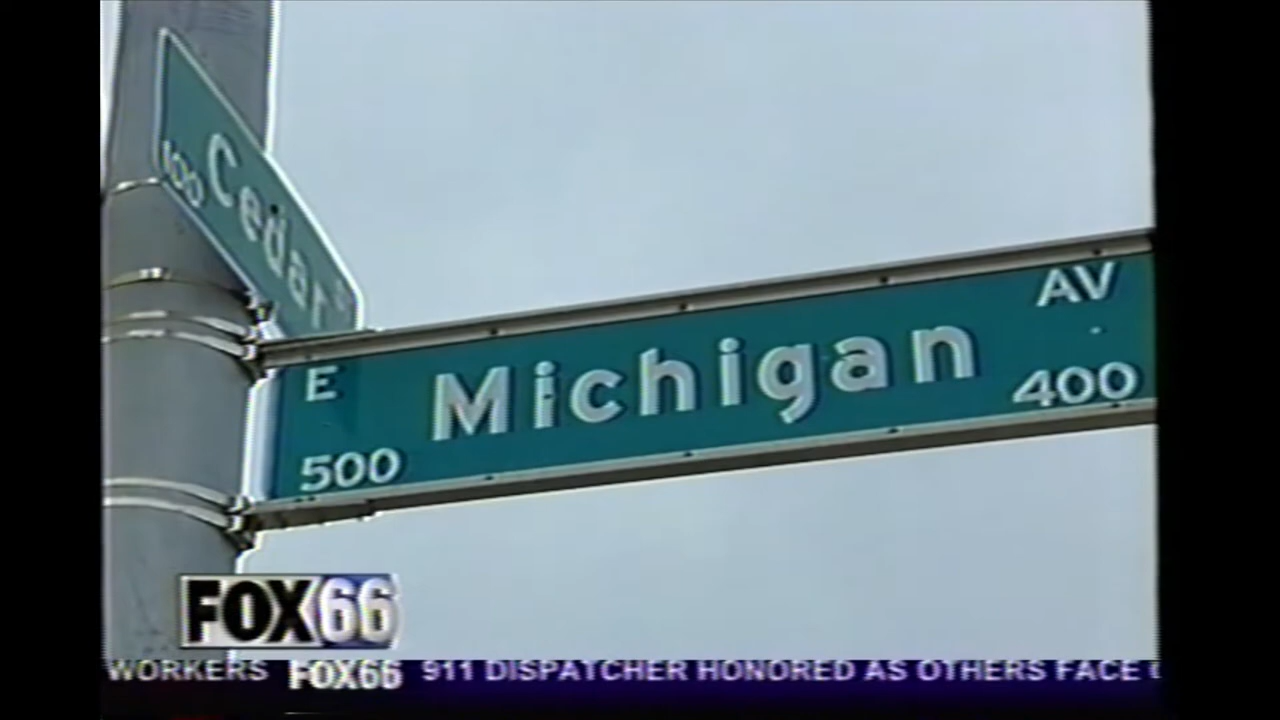 Cedar
E Michigan AV
500 400
FOX66
WORKERS FOX66 911 DISPATCHER HONORED AS OTHERS FACE